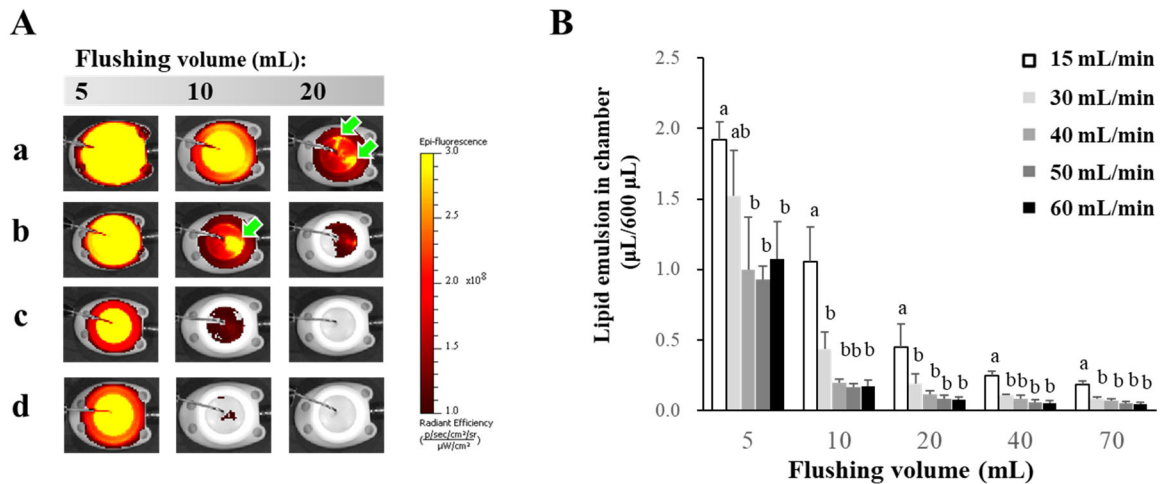 A
Flushing volume (mL):
5 10 20
a
b
c
d
Epi-fluorescence
3.0
2.5
2.0
x10⁸
1.5
1.0
Radiant Efficiency
(p/sec/cm²/sr / µW/cm²)
B
Lipid emulsion in chamber
(µL/600 µL)
2.5
2.0
1.5
1.0
0.5
0.0
a ab b b b
a b b b b
a b b b b
a b b b b
a b b b b
5 10 20 40 70
Flushing volume (mL)
15 mL/min
30 mL/min
40 mL/min
50 mL/min
60 mL/min